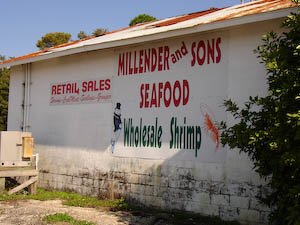 RETAIL SALES
MILLENDER and SONS
SEAFOOD
Wholesale Shrimp